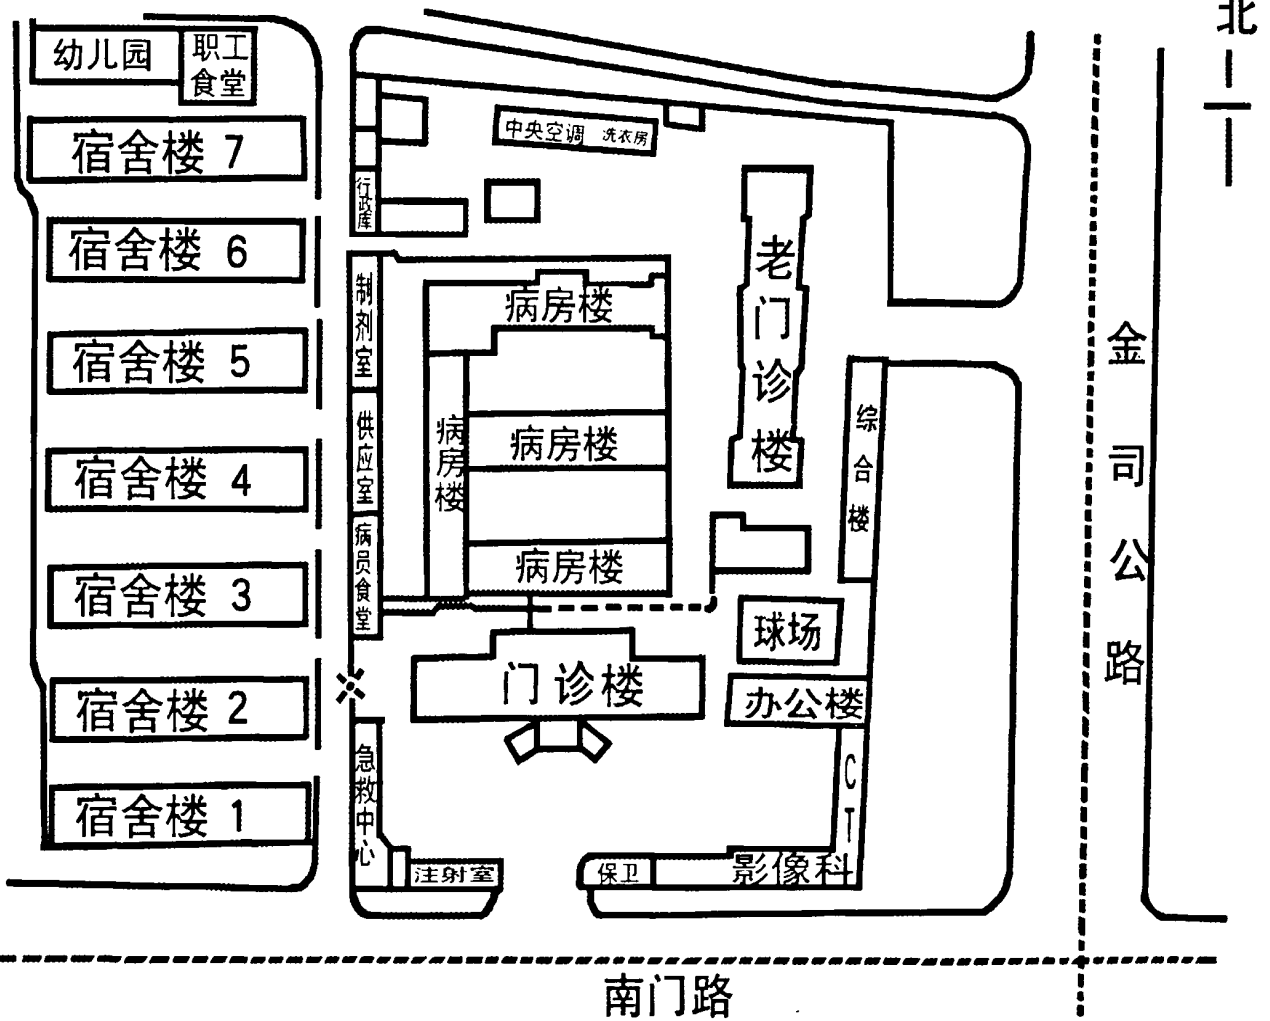 北
幼儿园
职工
食堂
宿舍楼 7
中央空调 洗衣房
行政库
宿舍楼 6
老门诊楼
制剂室
病房楼
宿舍楼 5
金司公路
综合楼
供应室
病房楼
病房楼
宿舍楼 4
病员食堂
病房楼
宿舍楼 3
球场
门诊楼
办公楼
宿舍楼 2
急救中心
CT
宿舍楼 1
注射室
保卫
影像科
南门路